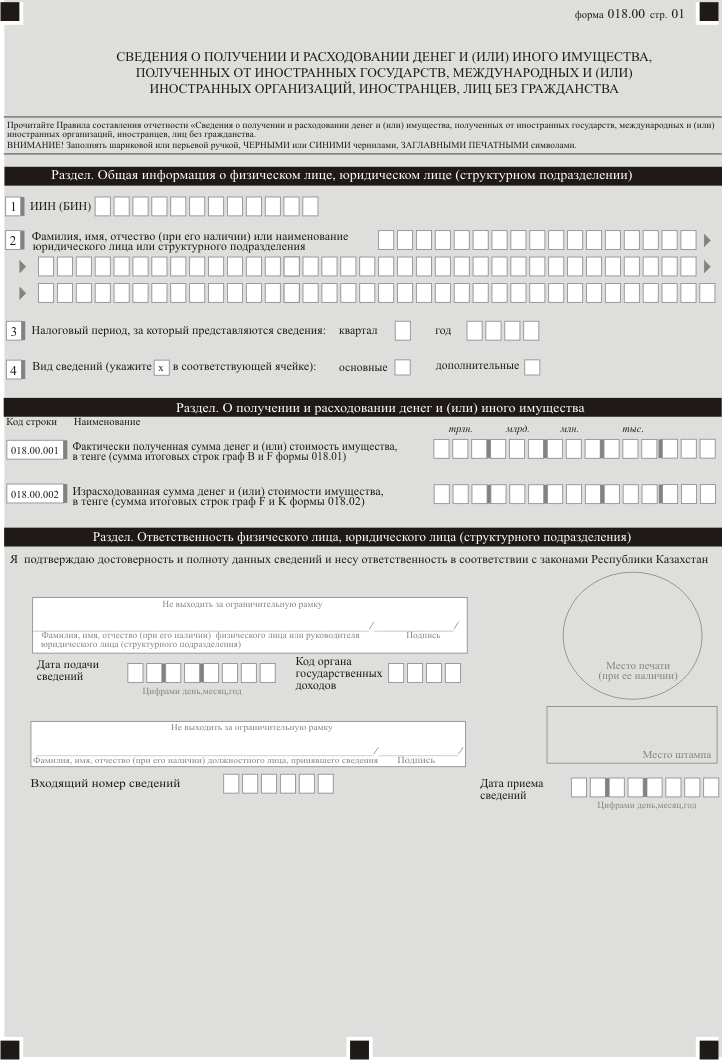 форма 018.00 стр. 01
СВЕДЕНИЯ О ПОЛУЧЕНИИ И РАСХОДОВАНИИ ДЕНЕГ И (ИЛИ) ИНОГО ИМУЩЕСТВА,
ПОЛУЧЕННЫХ ОТ ИНОСТРАННЫХ ГОСУДАРСТВ, МЕЖДУНАРОДНЫХ И (ИЛИ)
ИНОСТРАННЫХ ОРГАНИЗАЦИЙ, ИНОСТРАНЦЕВ, ЛИЦ БЕЗ ГРАЖДАНСТВА
Прочитайте Правила составления отчетности «Сведения о получении и расходовании денег и (или) имущества, полученных от иностранных государств, международных и (или)
иностранных организаций, иностранцев, лиц без гражданства.
ВНИМАНИЕ! Заполнять шариковой или перьевой ручкой, ЧЕРНЫМИ или СИНИМИ чернилами, ЗАГЛАВНЫМИ ПЕЧАТНЫМИ символами.
Раздел. Общая информация о физическом лице, юридическом лице (структурном подразделении)
1 ИИН (БИН)
2 Фамилия, имя, отчество (при его наличии) или наименование
юридического лица или структурного подразделения
3 Налоговый период, за который представляются сведения: квартал год
4 Вид сведений (укажите x в соответствующей ячейке): основные дополнительные
Раздел. О получении и расходовании денег и (или) иного имущества
Код строки Наименование
трлн. млрд. млн. тыс.
018.00.001 Фактически полученная сумма денег и (или) стоимость имущества,
в тенге (сумма итоговых строк граф B и F формы 018.01)
018.00.002 Израсходованная сумма денег и (или) стоимости имущества,
в тенге (сумма итоговых строк граф F и K формы 018.02)
Раздел. Ответственность физического лица, юридического лица (структурного подразделения)
Я подтверждаю достоверность и полноту данных сведений и несу ответственность в соответствии с законами Республики Казахстан
Не выходить за ограничительную рамку
/ /
Фамилия, имя, отчество (при его наличии) физического лица или руководителя Подпись
юридического лица (структурного подразделения)
Место печати
(при ее наличии)
Дата подачи
сведений
Цифрами день,месяц,год
Код органа
государственных
доходов
Не выходить за ограничительную рамку
/ /
Фамилия, имя, отчество (при его наличии) должностного лица, принявшего сведения Подпись
Место штампа
Входящий номер сведений
Дата приема
сведений
Цифрами день,месяц,год